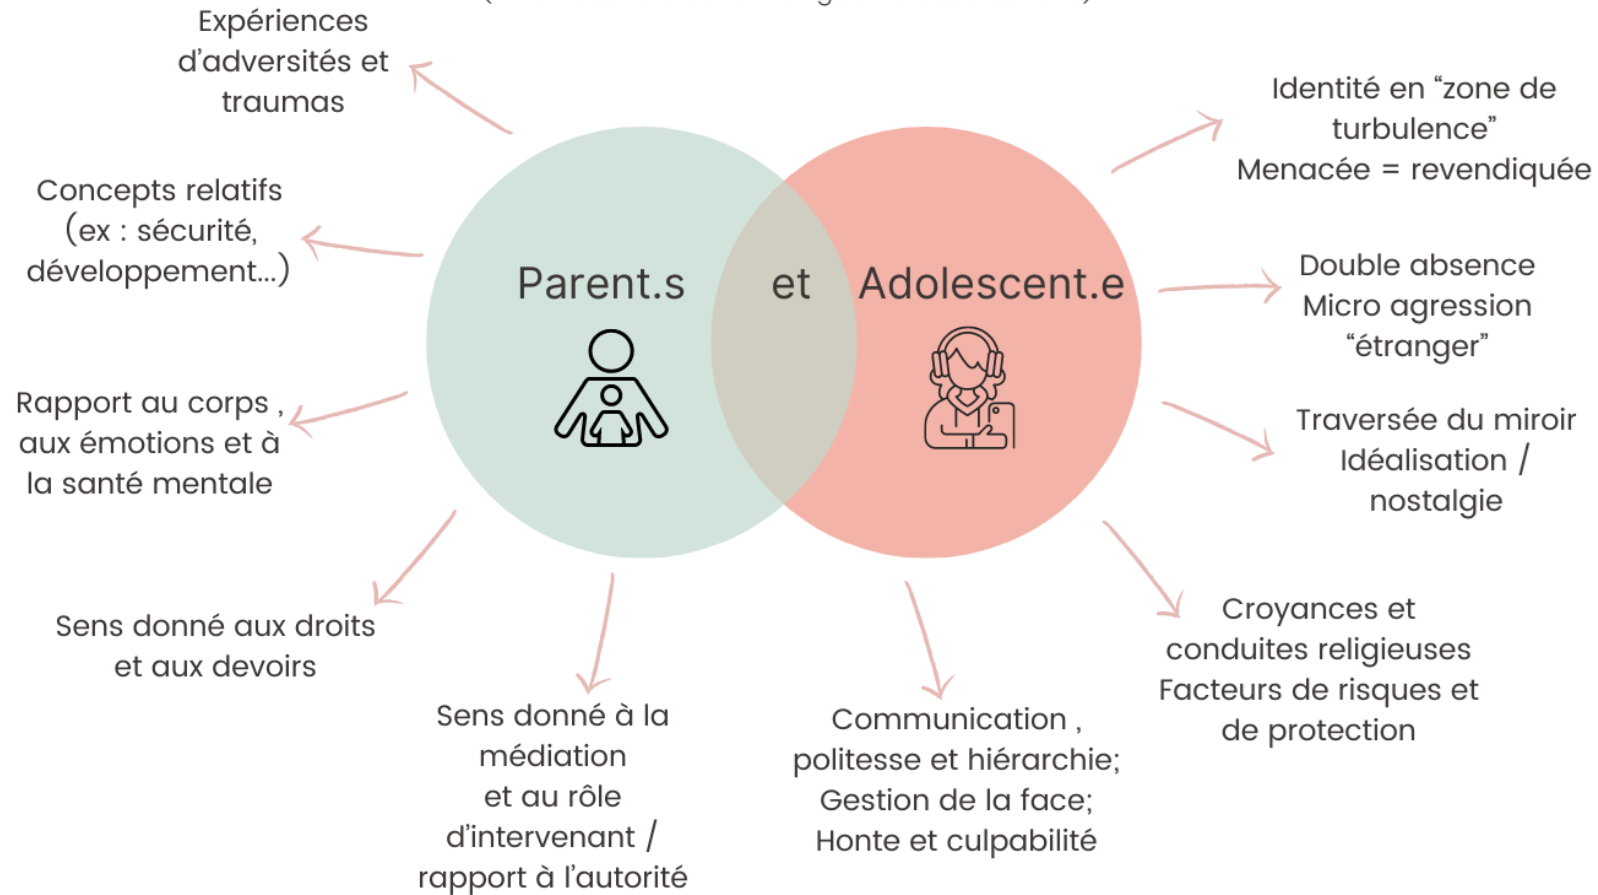 Expériences
d'adversités et
traumas
Concepts relatifs
(ex : sécurité,
développement...)
Rapport au corps ,
aux émotions et à
la santé mentale
Sens donné aux droits
et aux devoirs
Sens donné à la
médiation
et au rôle
d'intervenant /
rapport à l'autorité
Parent.s et Adolescent.e
Identité en “zone de
turbulence”
Menacée = revendiquée
Double absence
Micro agression
“étranger”
Traversée du miroir
Idéalisation /
nostalgie
Croyances et
conduites religieuses
Facteurs de risques et
de protection
Communication ,
politesse et hiérarchie;
Gestion de la face;
Honte et culpabilité